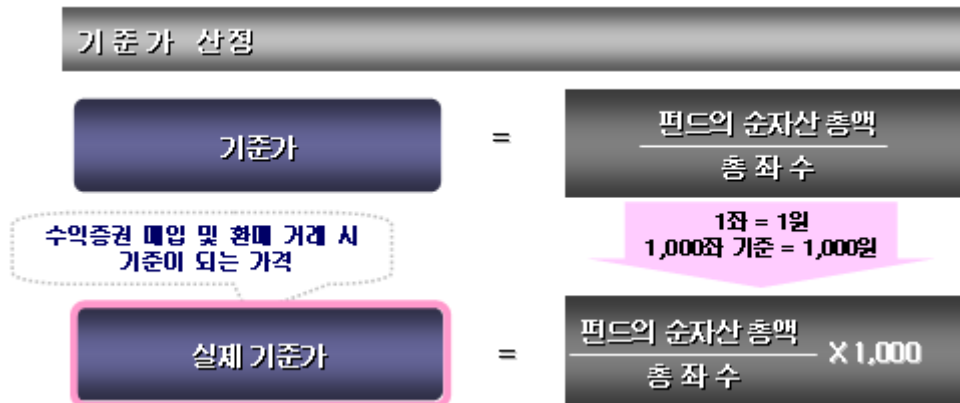 기준가 산정
기준가
=
펀드의 순자산 총액
총 좌 수
수익증권 매입 및 환매 거래 시
기준이 되는 가격
1좌 = 1원
1,000좌 기준 = 1,000원
실제 기준가
=
펀드의 순자산 총액
총 좌 수
X 1,000